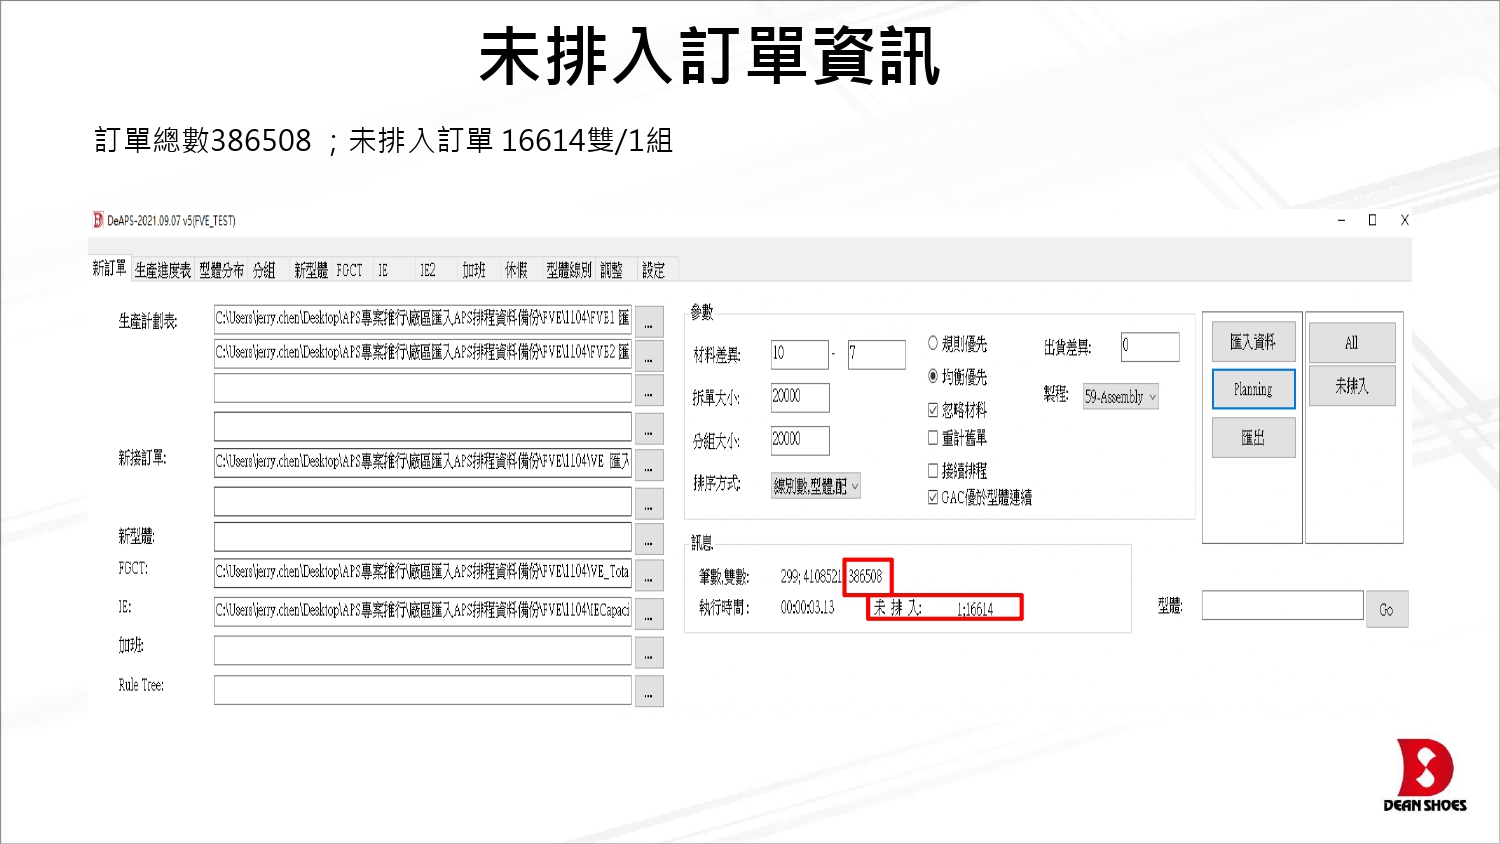 未排入訂單資訊
訂單總數386508 ; 未排入訂單 16614雙/1組
DeAPS-2021.09.07 v5(FVE_TEST)
新訂單 生產進度表 型體分布 分組 新型體 FGCT IE IE2 加班 休假 型體線別 調整 設定
生產計劃表: C:\Users\jerry.chen\Desktop\APS專案推行\廠區匯入APS排程資料備份\FVE\1104\FVE1 匯 ...
C:\Users\jerry.chen\Desktop\APS專案推行\廠區匯入APS排程資料備份\FVE\1104\FVE2 匯 ...
...
...
新接訂單: C:\Users\jerry.chen\Desktop\APS專案推行\廠區匯入APS排程資料備份\FVE\1104\VE 匯入 ...
...
新型體: ...
FGCT: C:\Users\jerry.chen\Desktop\APS專案推行\廠區匯入APS排程資料備份\FVE\1104\VE_Tota ...
IE: C:\Users\jerry.chen\Desktop\APS專案推行\廠區匯入APS排程資料備份\FVE\1104\IECapaci ...
加班: ...
Rule Tree: ...
參數
材料差異: 10 - 7
拆單大小: 20000
分組大小: 20000
排序方式: 線別數,型體,配
規則優先
均衡優先
忽略材料
重計舊單
接續排程
GAC優於型體連續
出貨差異: 0
製程: 59-Assembly
訊息
筆數,雙數: 299; 4108521 386508
執行時間: 00:00:03.13 未 排 入: 1;16614
匯入資料 All
Planning 未排入
匯出
型體: Go
DEAN SHOES